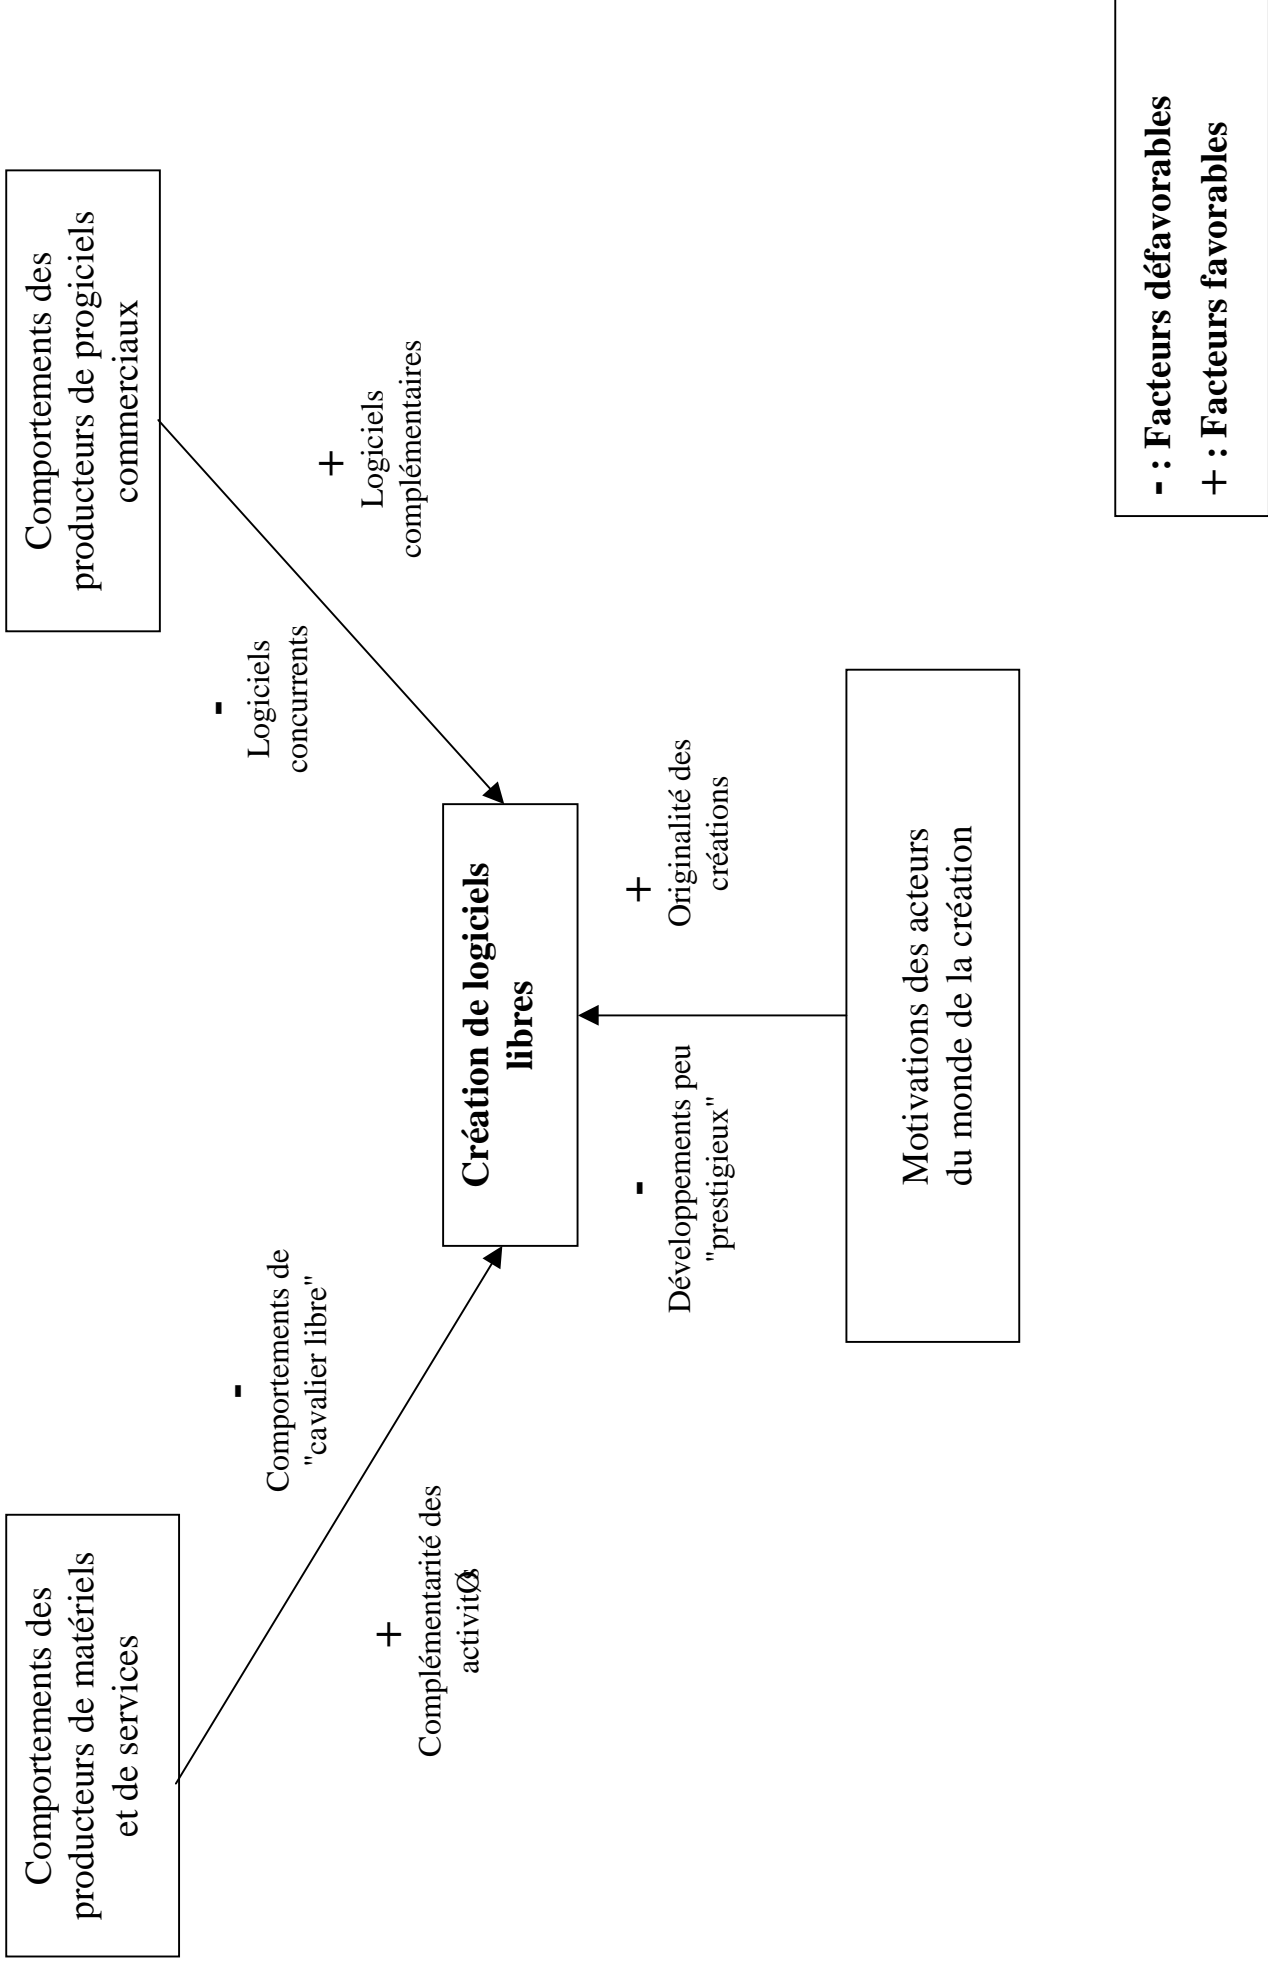 Comportements des
producteurs de matériels
et de services
Comportements des
producteurs de progiciels
commerciaux
-
Comportements de
"cavalier libre"
-
Logiciels
concurrents
+
Complémentarité des
activitØs
+
Logiciels
complémentaires
Création de logiciels
libres
-
Développements peu
"prestigieux"
+
Originalité des
créations
Motivations des acteurs
du monde de la création
- : Facteurs défavorables
+ : Facteurs favorables